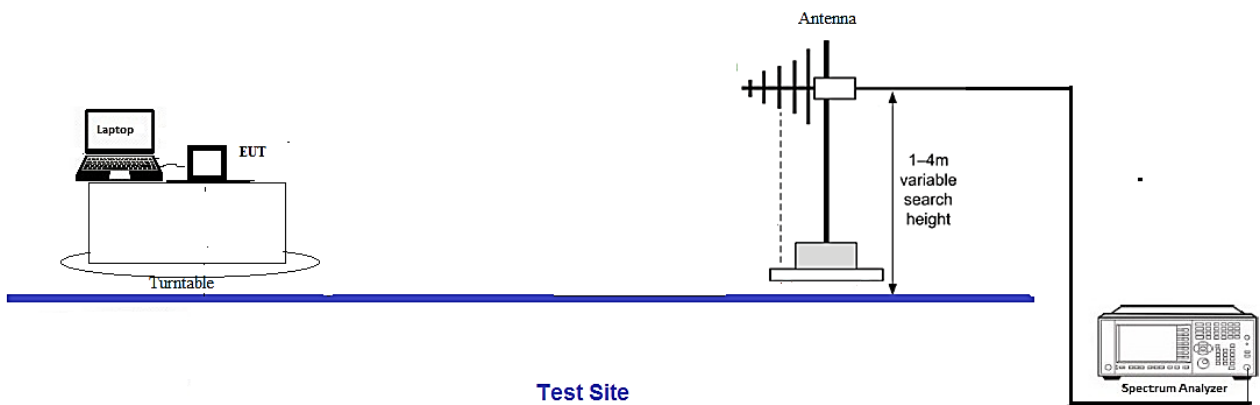 Antenna
Laptop
EUT
1–4m
variable
search
height
Turntable
Spectrum Analyzer
Test Site